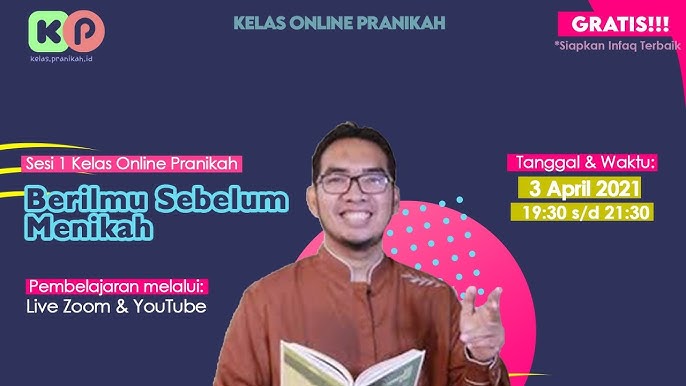 KP
kelas.pranikah.id
KELAS ONLINE PRANIKAH
GRATIS!!!
*Siapkan Infaq Terbaik
Sesi 1 Kelas Online Pranikah
Berilmu Sebelum
Menikah
Pembelajaran melalui:
Live Zoom & YouTube
Tanggal & Waktu:
3 April 2021
19:30 s/d 21:30